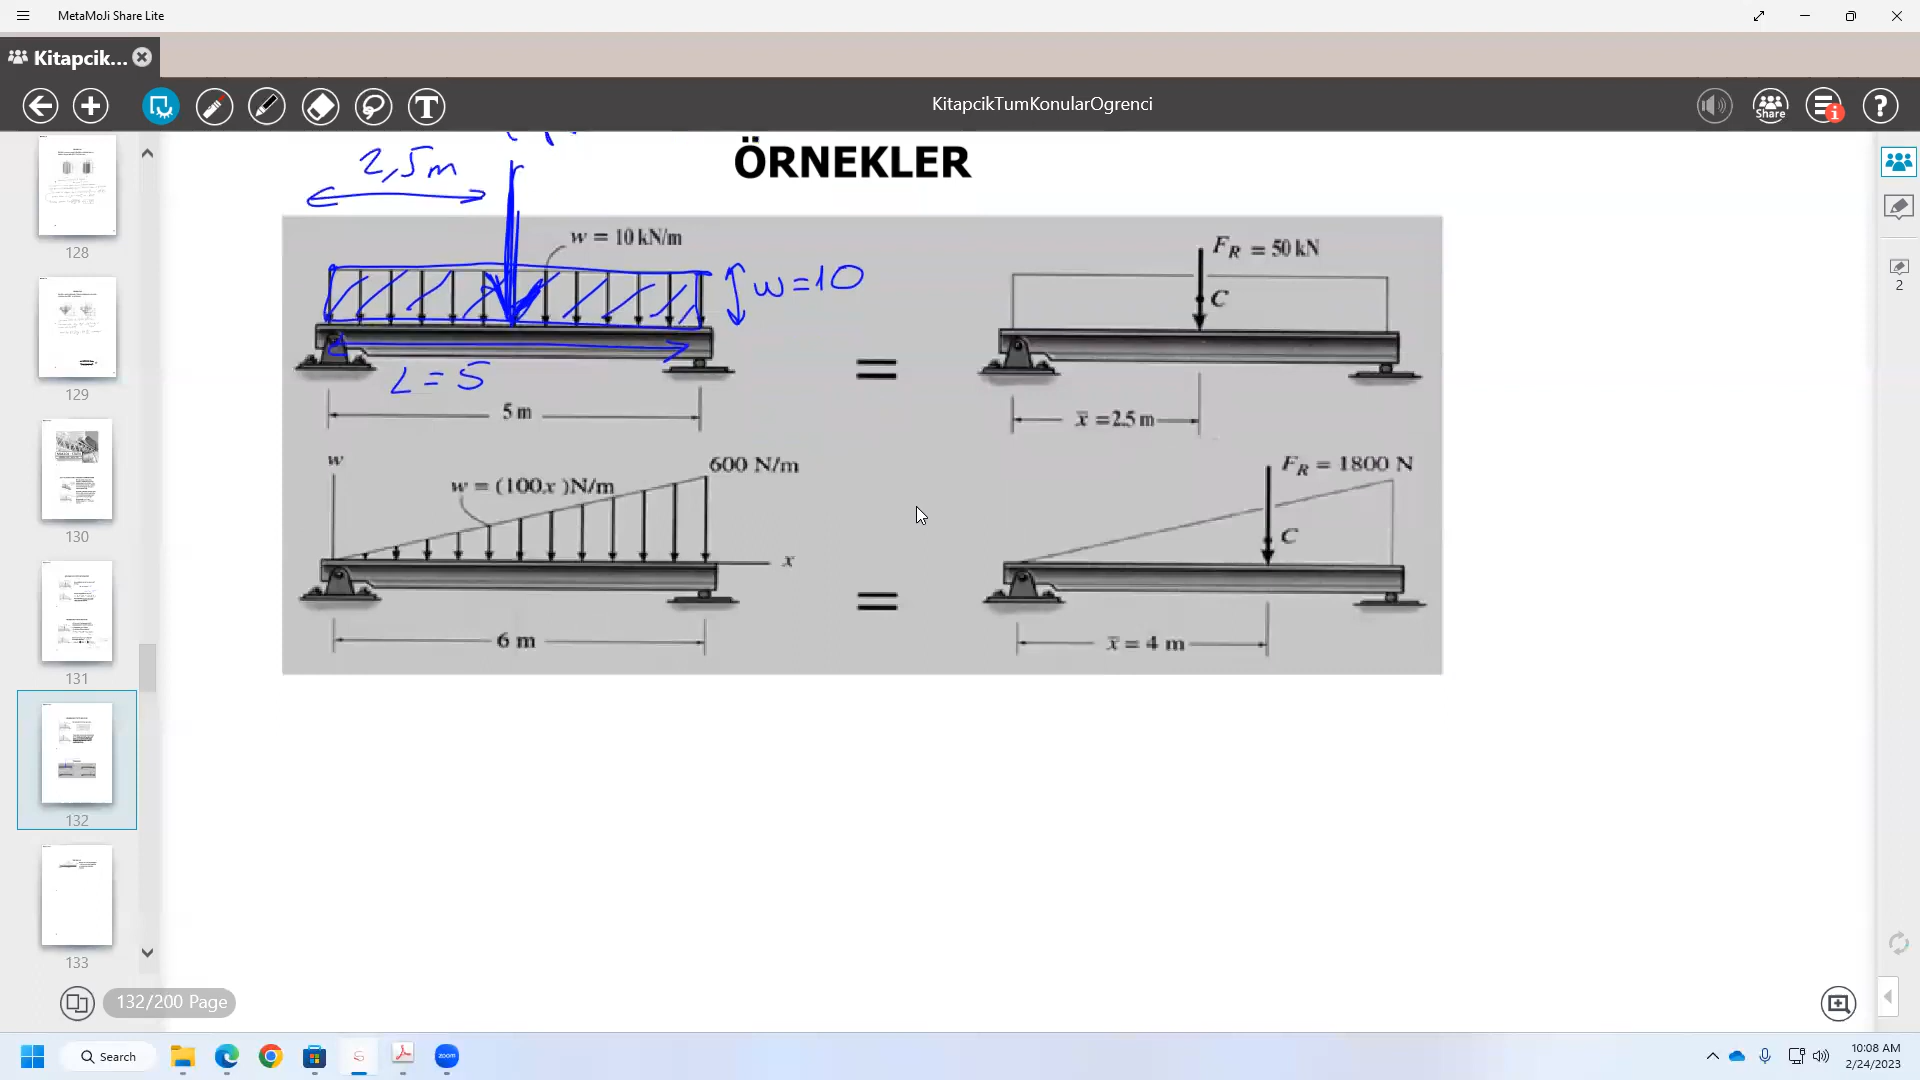 MetaMoJi Share Lite
Kitapcik...
KitapcikTumKonularOgrenci
Share
ÖRNEKLER
2,5m
w = 10 kN/m
w=10
L=5
5 m
F_R = 50 kN
C
x̄ =2.5 m
w
w = (100x )N/m
600 N/m
x
6 m
F_R = 1800 N
C
x̄ = 4 m
=
=
128
129
130
131
132
133
2
132/200 Page
Search
zoom
10:08 AM
2/24/2023